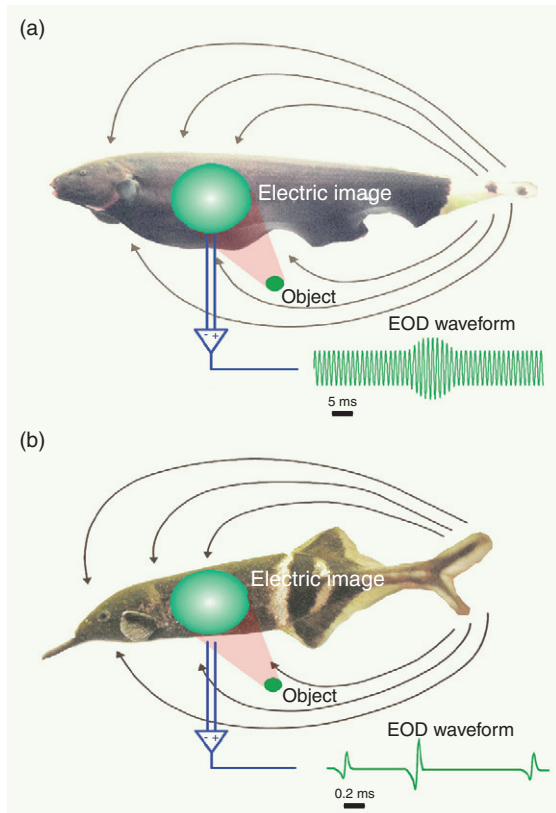 (a)
Electric image
Object
- +
EOD waveform
5 ms
(b)
Electric image
Object
- +
EOD waveform
0.2 ms